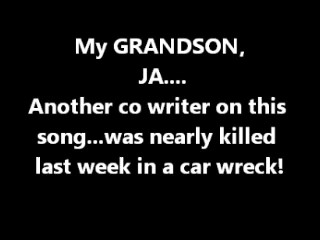 My GRANDSON,
JA....
Another co writer on this
song...was nearly killed
last week in a car wreck!